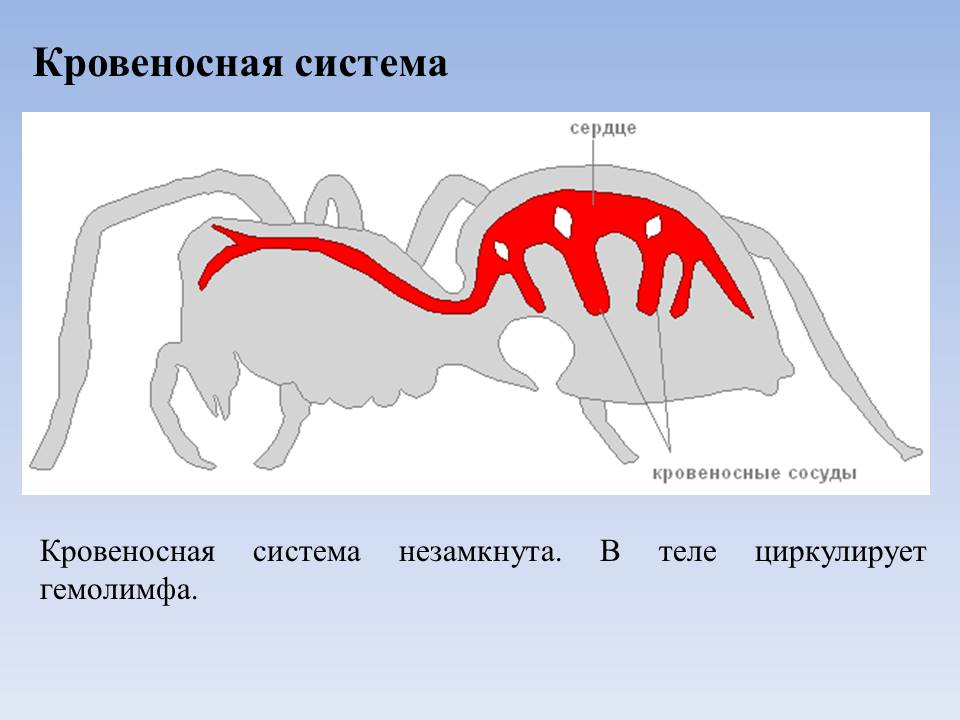 Кровеносная система
сердце
кровеносные сосуды
Кровеносная система незамкнута. В теле циркулирует
гемолимфа.